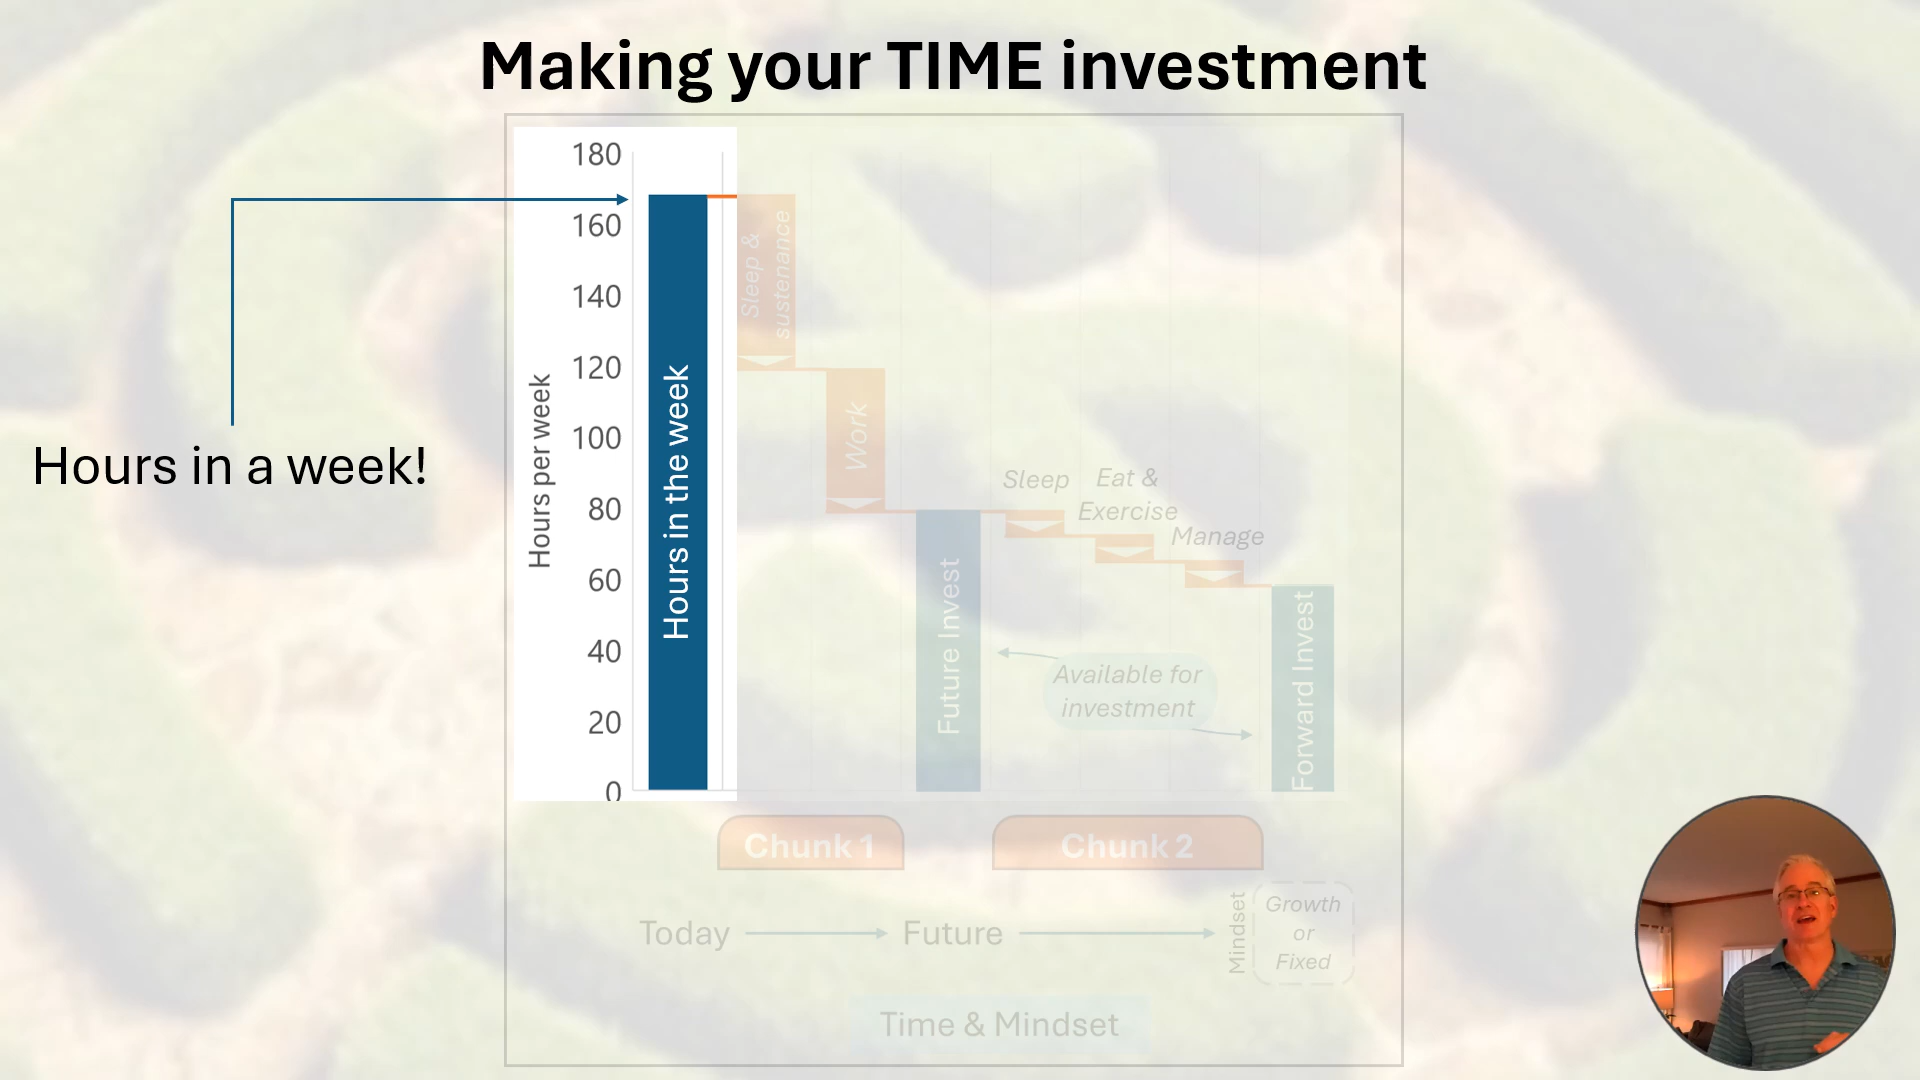 Making your TIME investment
180
160
140
120
100
80
60
40
20
0
Hours per week
Hours in a week!
Hours in the week
Sleep &
sustenance
Work
Future Invest
Sleep
Eat &
Exercise
Manage
Available for
investment
Forward Invest
Chunk 1
Chunk 2
Today
Future
Mindset
Growth
or
Fixed
Time & Mindset